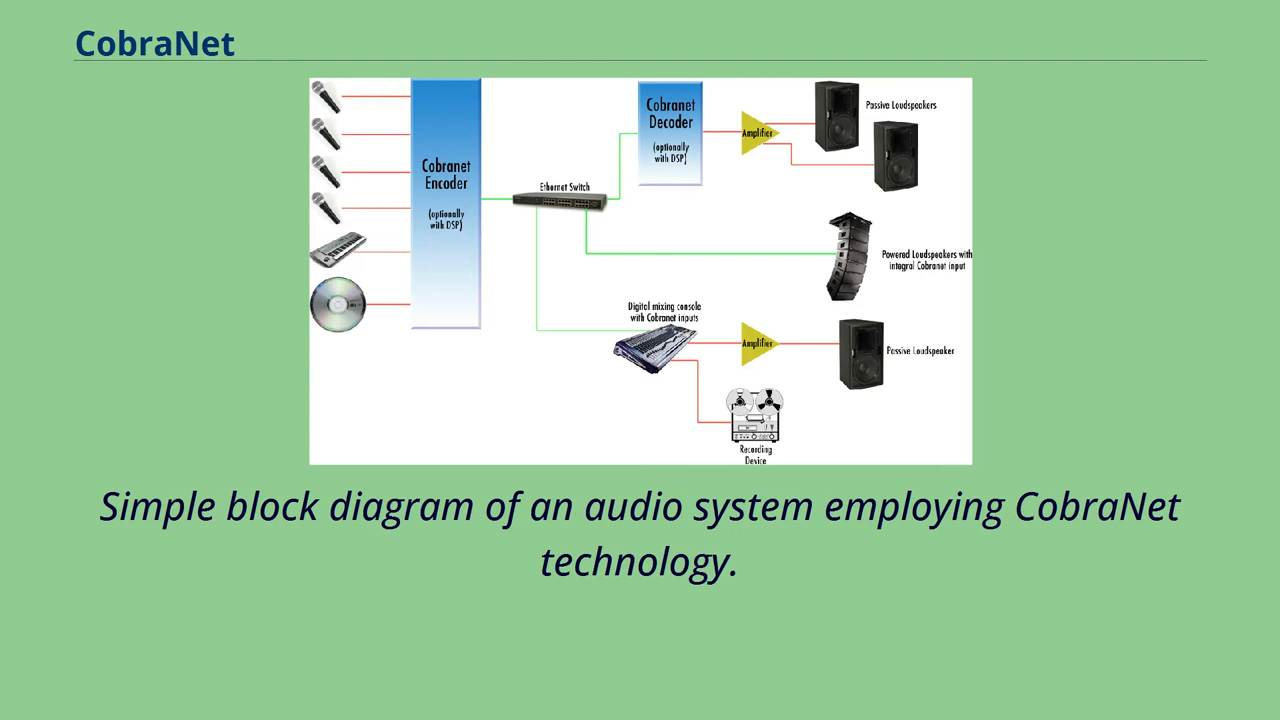 CobraNet
Cobranet
Encoder
(optionally
with DSP)
Ethernet Switch
Cobranet
Decoder
(optionally
with DSP)
Amplifier
Passive Loudspeakers
Powered Loudspeakers with
integral Cobranet input
Digital mixing console
with Cobranet inputs
Amplifier
Passive Loudspeaker
Recording
Device
Simple block diagram of an audio system employing CobraNet
technology.